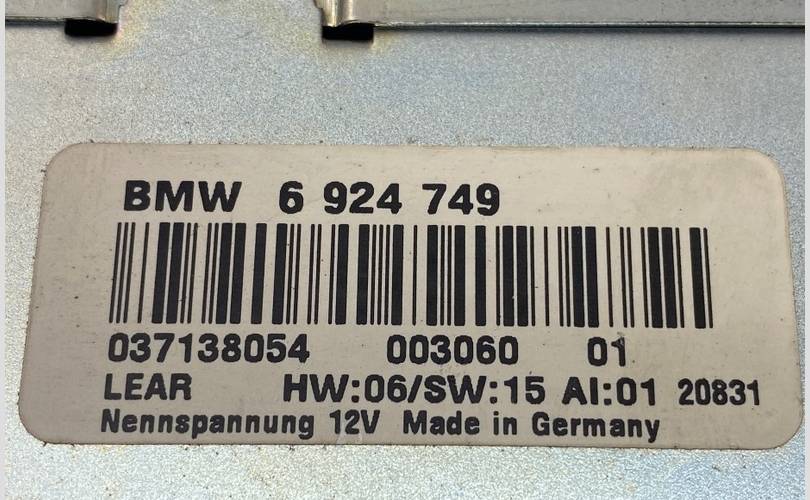 BMW 6 924 749
037138054 003060 01
LEAR HW:06/SW:15 AI:01 20831
Nennspannung 12V Made in Germany